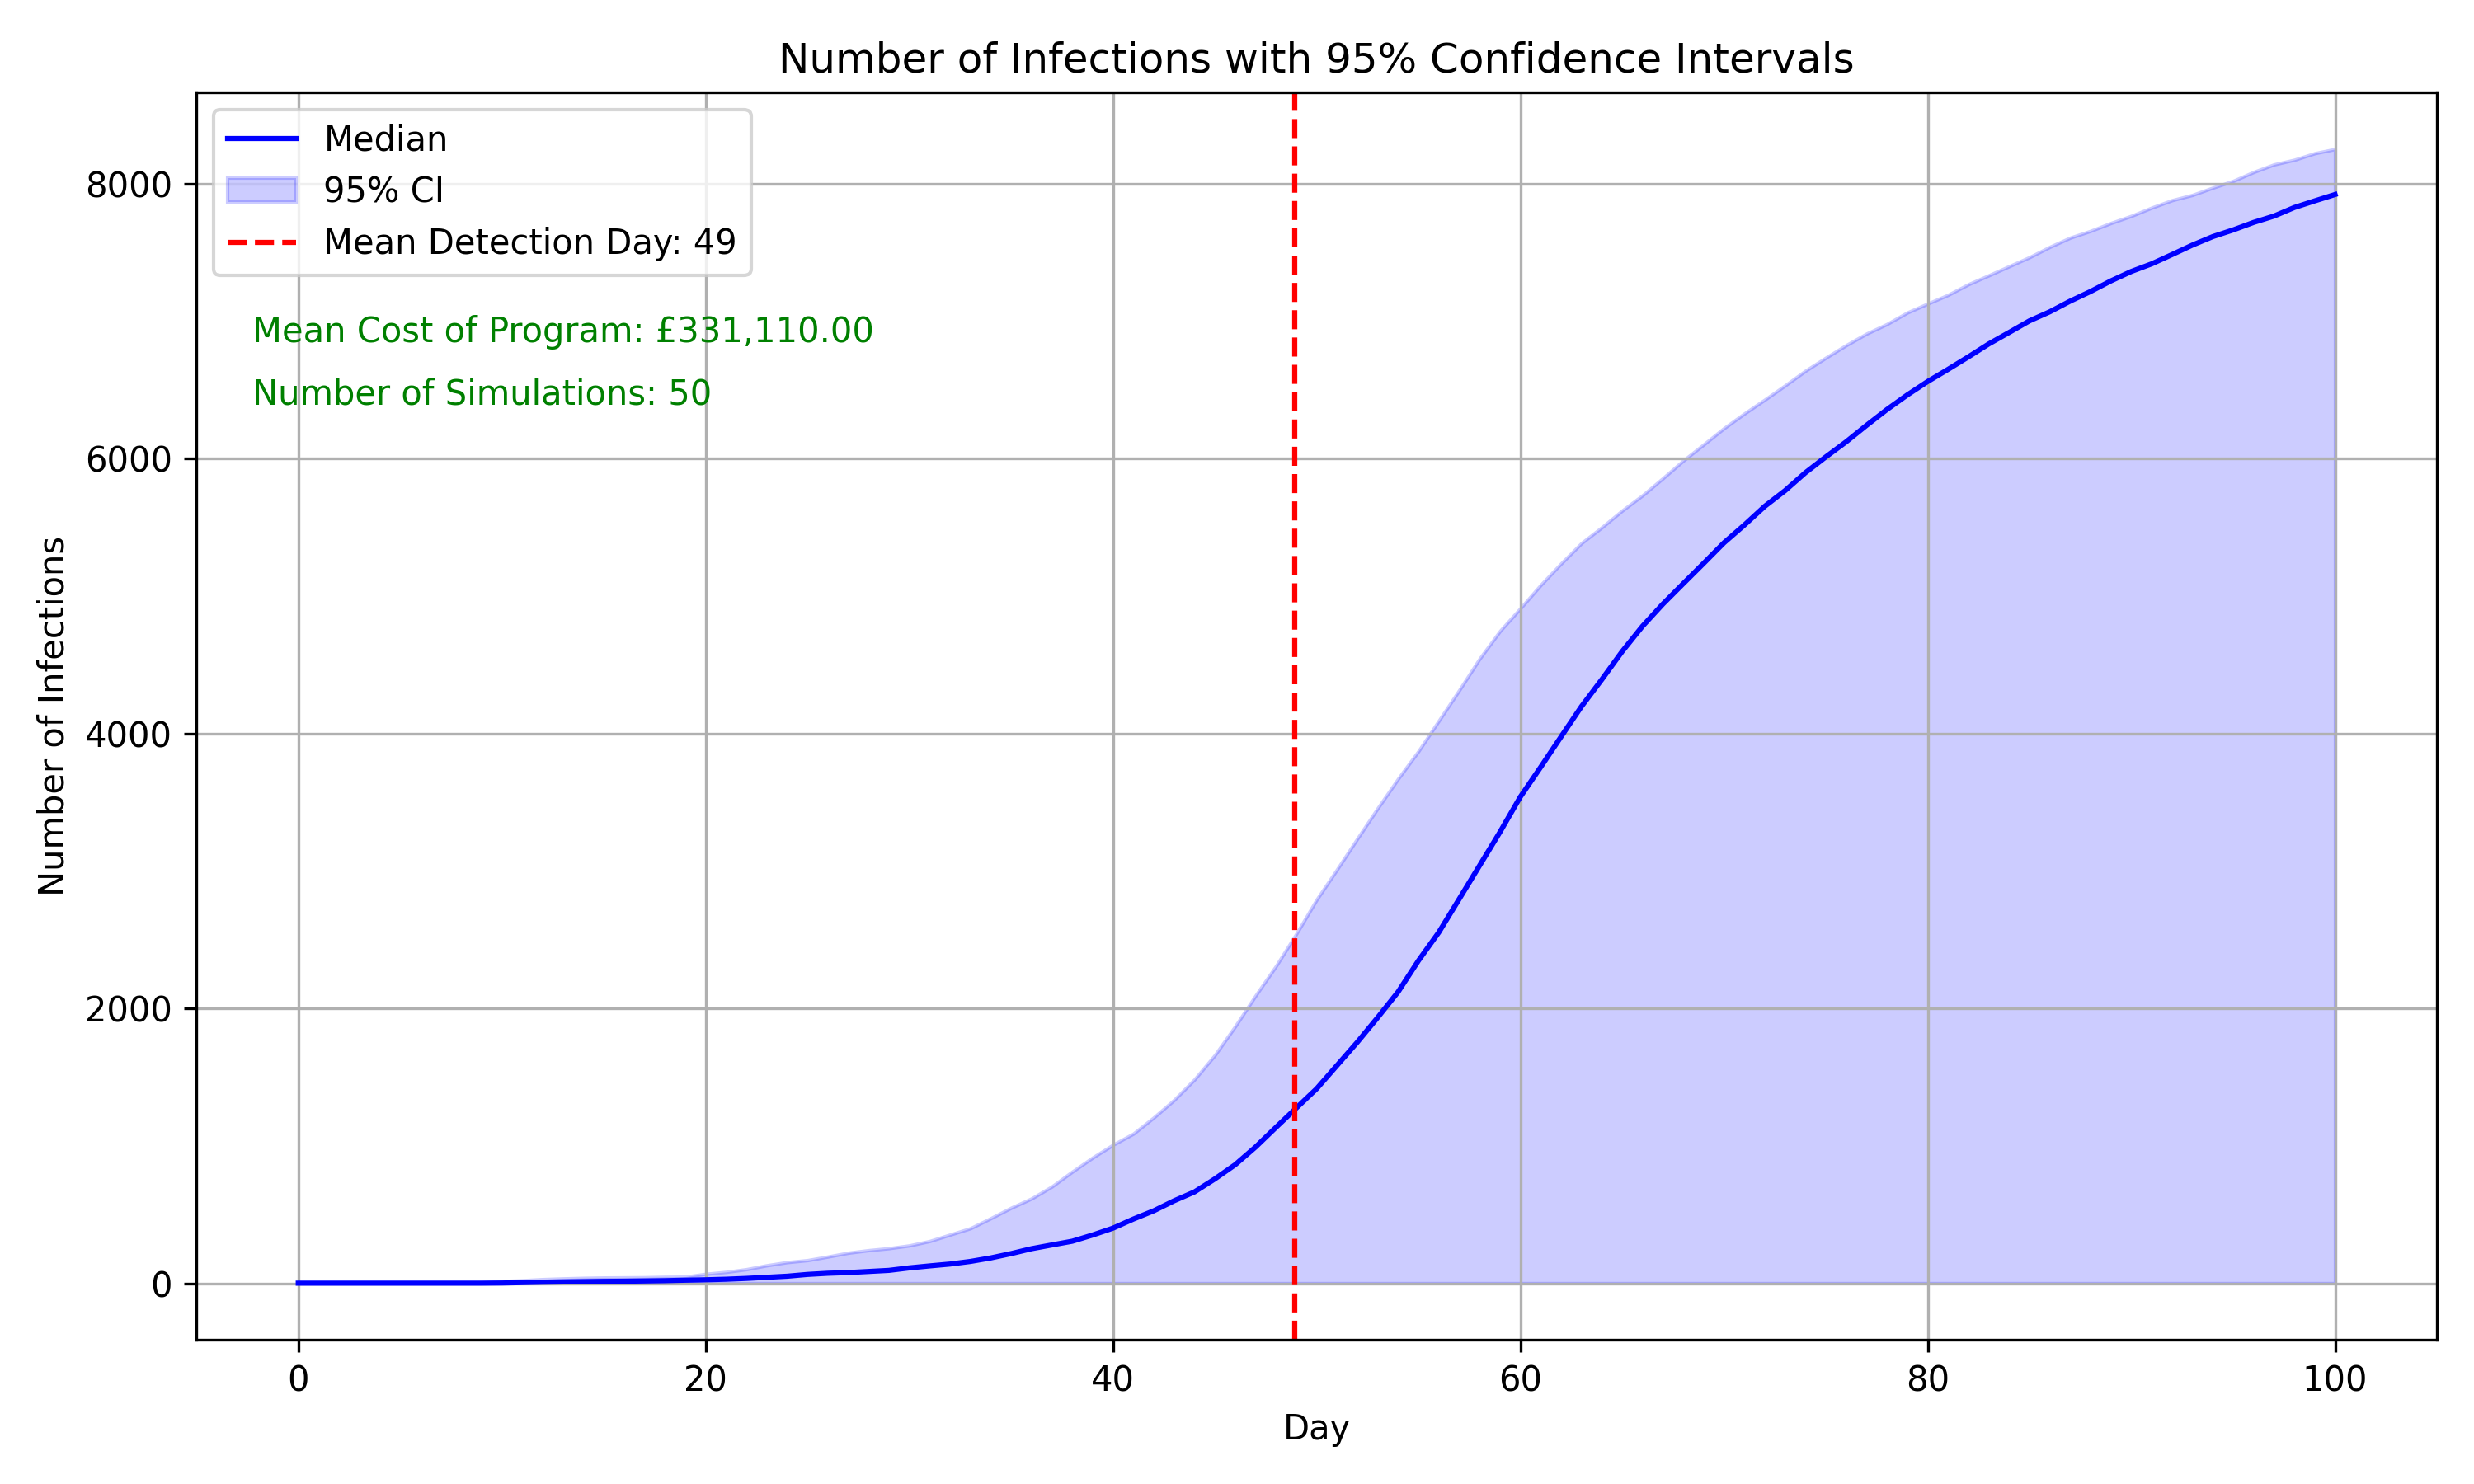 Number of Infections with 95% Confidence Intervals
Median
95% CI
Mean Detection Day: 49
Mean Cost of Program: £331,110.00
Number of Simulations: 50
Number of Infections
8000
6000
4000
2000
0
0
20
40
60
80
100
Day